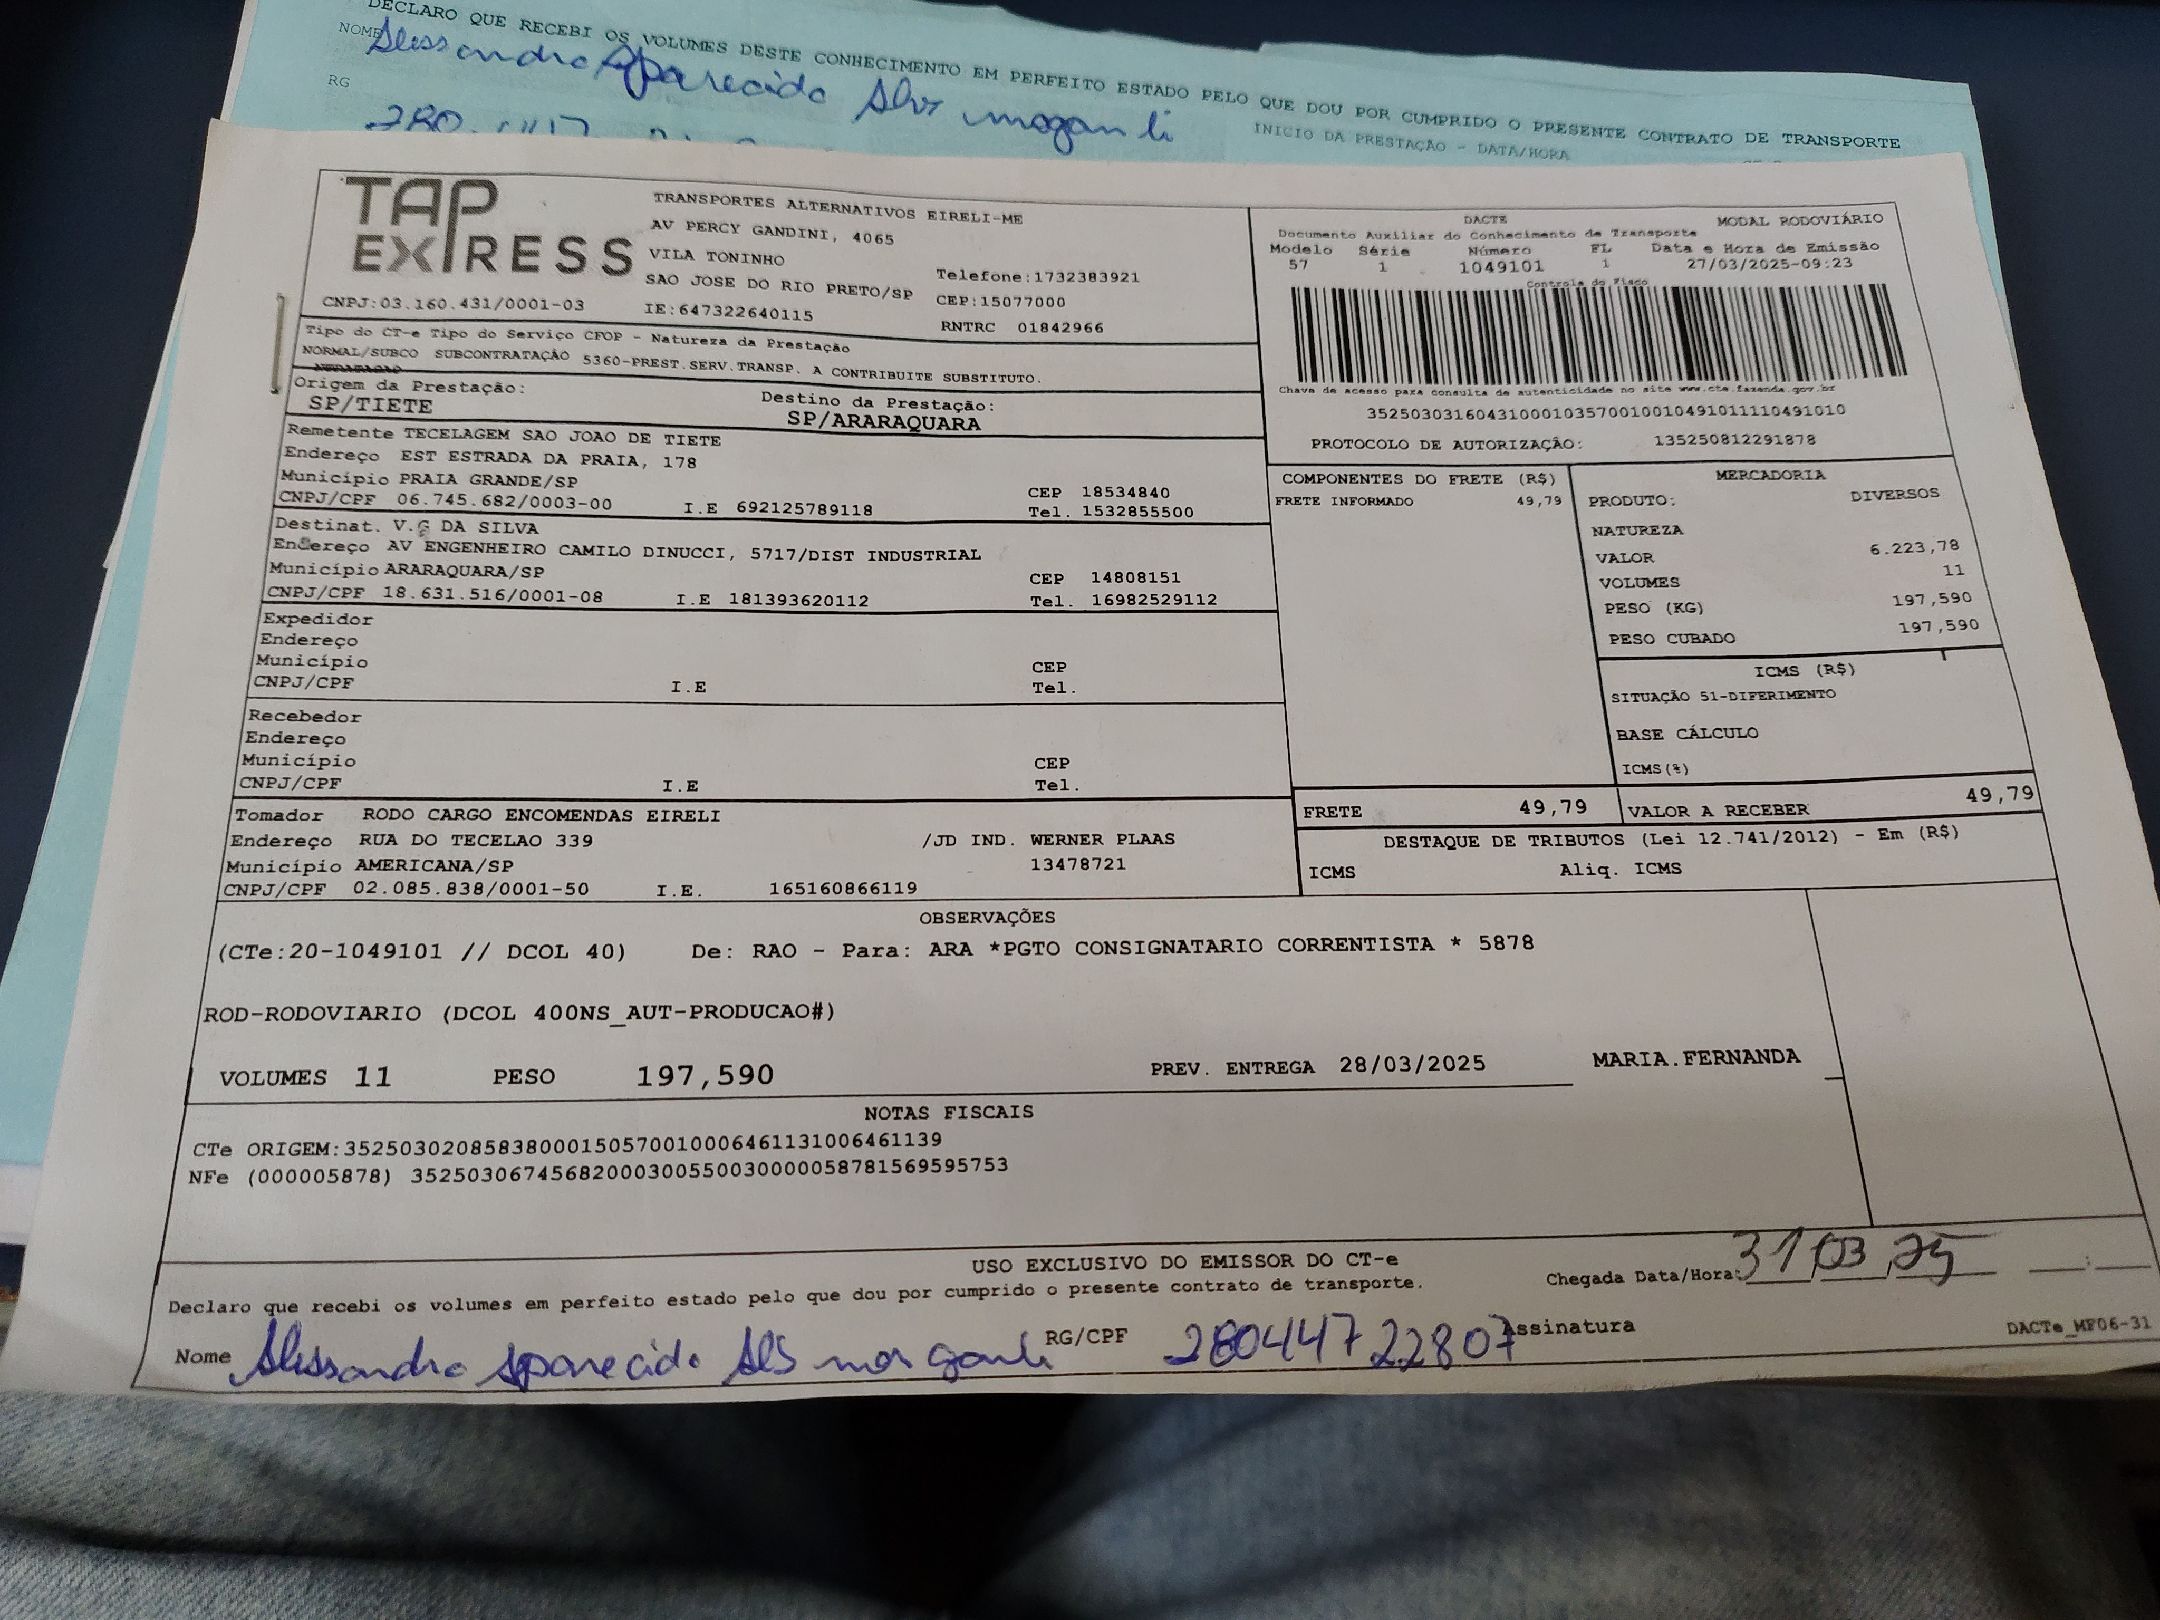 DECLARO QUE RECEBI OS VOLUMES DESTE CONHECIMENTO EM PERFEITO ESTADO PELO QUE DOU POR CUMPRIDO O PRESENTE CONTRATO DE TRANSPORTE
NOME Alessandro Aparecido Alvs
RG
INICIO DA PRESTAÇÃO - DATA/HORA
TAP EXPRESS
TRANSPORTES ALTERNATIVOS EIRELI-ME
AV PERCY GANDINI, 4065
VILA TONINHO
SAO JOSE DO RIO PRETO/SP
Telefone:1732383921
CEP:15077000
CNPJ:03.160.431/0001-03 IE:647322640115 RNTRC 01842966
DACTE MODAL RODOVIÁRIO
Documento Auxiliar do Conhecimento de Transporte
Modelo Série Número FL Data e Hora de Emissão
57 1 1049101 1 27/03/2025-09:23
Controle do Fisco
Chave de acesso para consulta de autenticidade no site www.cte.fazenda.gov.br
35250303160431000103570010010491011110491010
PROTOCOLO DE AUTORIZAÇÃO: 135250812291878
Tipo do CT-e Tipo do Serviço CFOP - Natureza da Prestação
NORMAL/SUBCO SUBCONTRATAÇÃO 5360-PREST.SERV.TRANSP. A CONTRIBUITE SUBSTITUTO.
Origem da Prestação: Destino da Prestação:
SP/TIETE SP/ARARAQUARA
Remetente TECELAGEM SAO JOAO DE TIETE
Endereço EST ESTRADA DA PRAIA, 178
Município PRAIA GRANDE/SP CEP 18534840
CNPJ/CPF 06.745.682/0003-00 I.E 692125789118 Tel. 1532855500
Destinat. V.G DA SILVA
Endereço AV ENGENHEIRO CAMILO DINUCCI, 5717/DIST INDUSTRIAL
Município ARARAQUARA/SP CEP 14808151
CNPJ/CPF 18.631.516/0001-08 I.E 181393620112 Tel. 16982529112
Expedidor
Endereço
Município CEP
CNPJ/CPF I.E Tel.
Recebedor
Endereço
Município CEP
CNPJ/CPF I.E Tel.
Tomador RODO CARGO ENCOMENDAS EIRELI
Endereço RUA DO TECELAO 339 /JD IND. WERNER PLAAS
Município AMERICANA/SP 13478721
CNPJ/CPF 02.085.838/0001-50 I.E. 165160866119
COMPONENTES DO FRETE (R$)
FRETE INFORMADO 49,79
MERCADORIA
PRODUTO: DIVERSOS
NATUREZA
VALOR 6.223,78
VOLUMES 11
PESO (KG) 197,590
PESO CUBADO 197,590
ICMS (R$)
SITUAÇÃO 51-DIFERIMENTO
BASE CÁLCULO
ICMS(%)
FRETE 49,79 VALOR A RECEBER 49,79
DESTAQUE DE TRIBUTOS (Lei 12.741/2012) - Em (R$)
ICMS Aliq. ICMS
OBSERVAÇÕES
(CTe:20-1049101 // DCOL 40) De: RAO - Para: ARA *PGTO CONSIGNATARIO CORRENTISTA * 5878
ROD-RODOVIARIO (DCOL 400NS_AUT-PRODUCAO#)
VOLUMES 11 PESO 197,590 PREV. ENTREGA 28/03/2025 MARIA.FERNANDA
NOTAS FISCAIS
CTe ORIGEM:35250302085838000150570010006461131006461139
NFe (000005878) 35250306745682000300550030000058781569595753
USO EXCLUSIVO DO EMISSOR DO CT-e
Declaro que recebi os volumes em perfeito estado pelo que dou por cumprido o presente contrato de transporte.
Chegada Data/Hora: 31/03/25 :
Nome Alessandro Aparecido Als RG/CPF 28044722807 Assinatura
DACTe_MF06-31